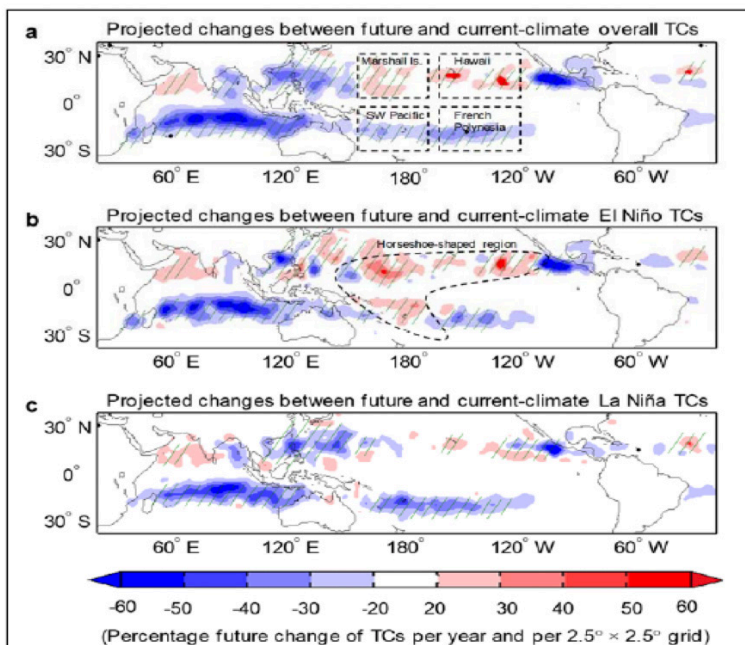 a Projected changes between future and current-climate overall TCs
30° N
0°
30° S
Marshall Is.
Hawaii
SW Pacific
French
Polynesia
60° E 120° E 180° 120° W 60° W
b Projected changes between future and current-climate El Niño TCs
30° N
0°
30° S
Horseshoe-shaped region
60° E 120° E 180° 120° W 60° W
c Projected changes between future and current-climate La Niña TCs
30° N
0°
30° S
60° E 120° E 180° 120° W 60° W
-60 -50 -40 -30 -20 20 30 40 50 60
(Percentage future change of TCs per year and per 2.5° × 2.5° grid)